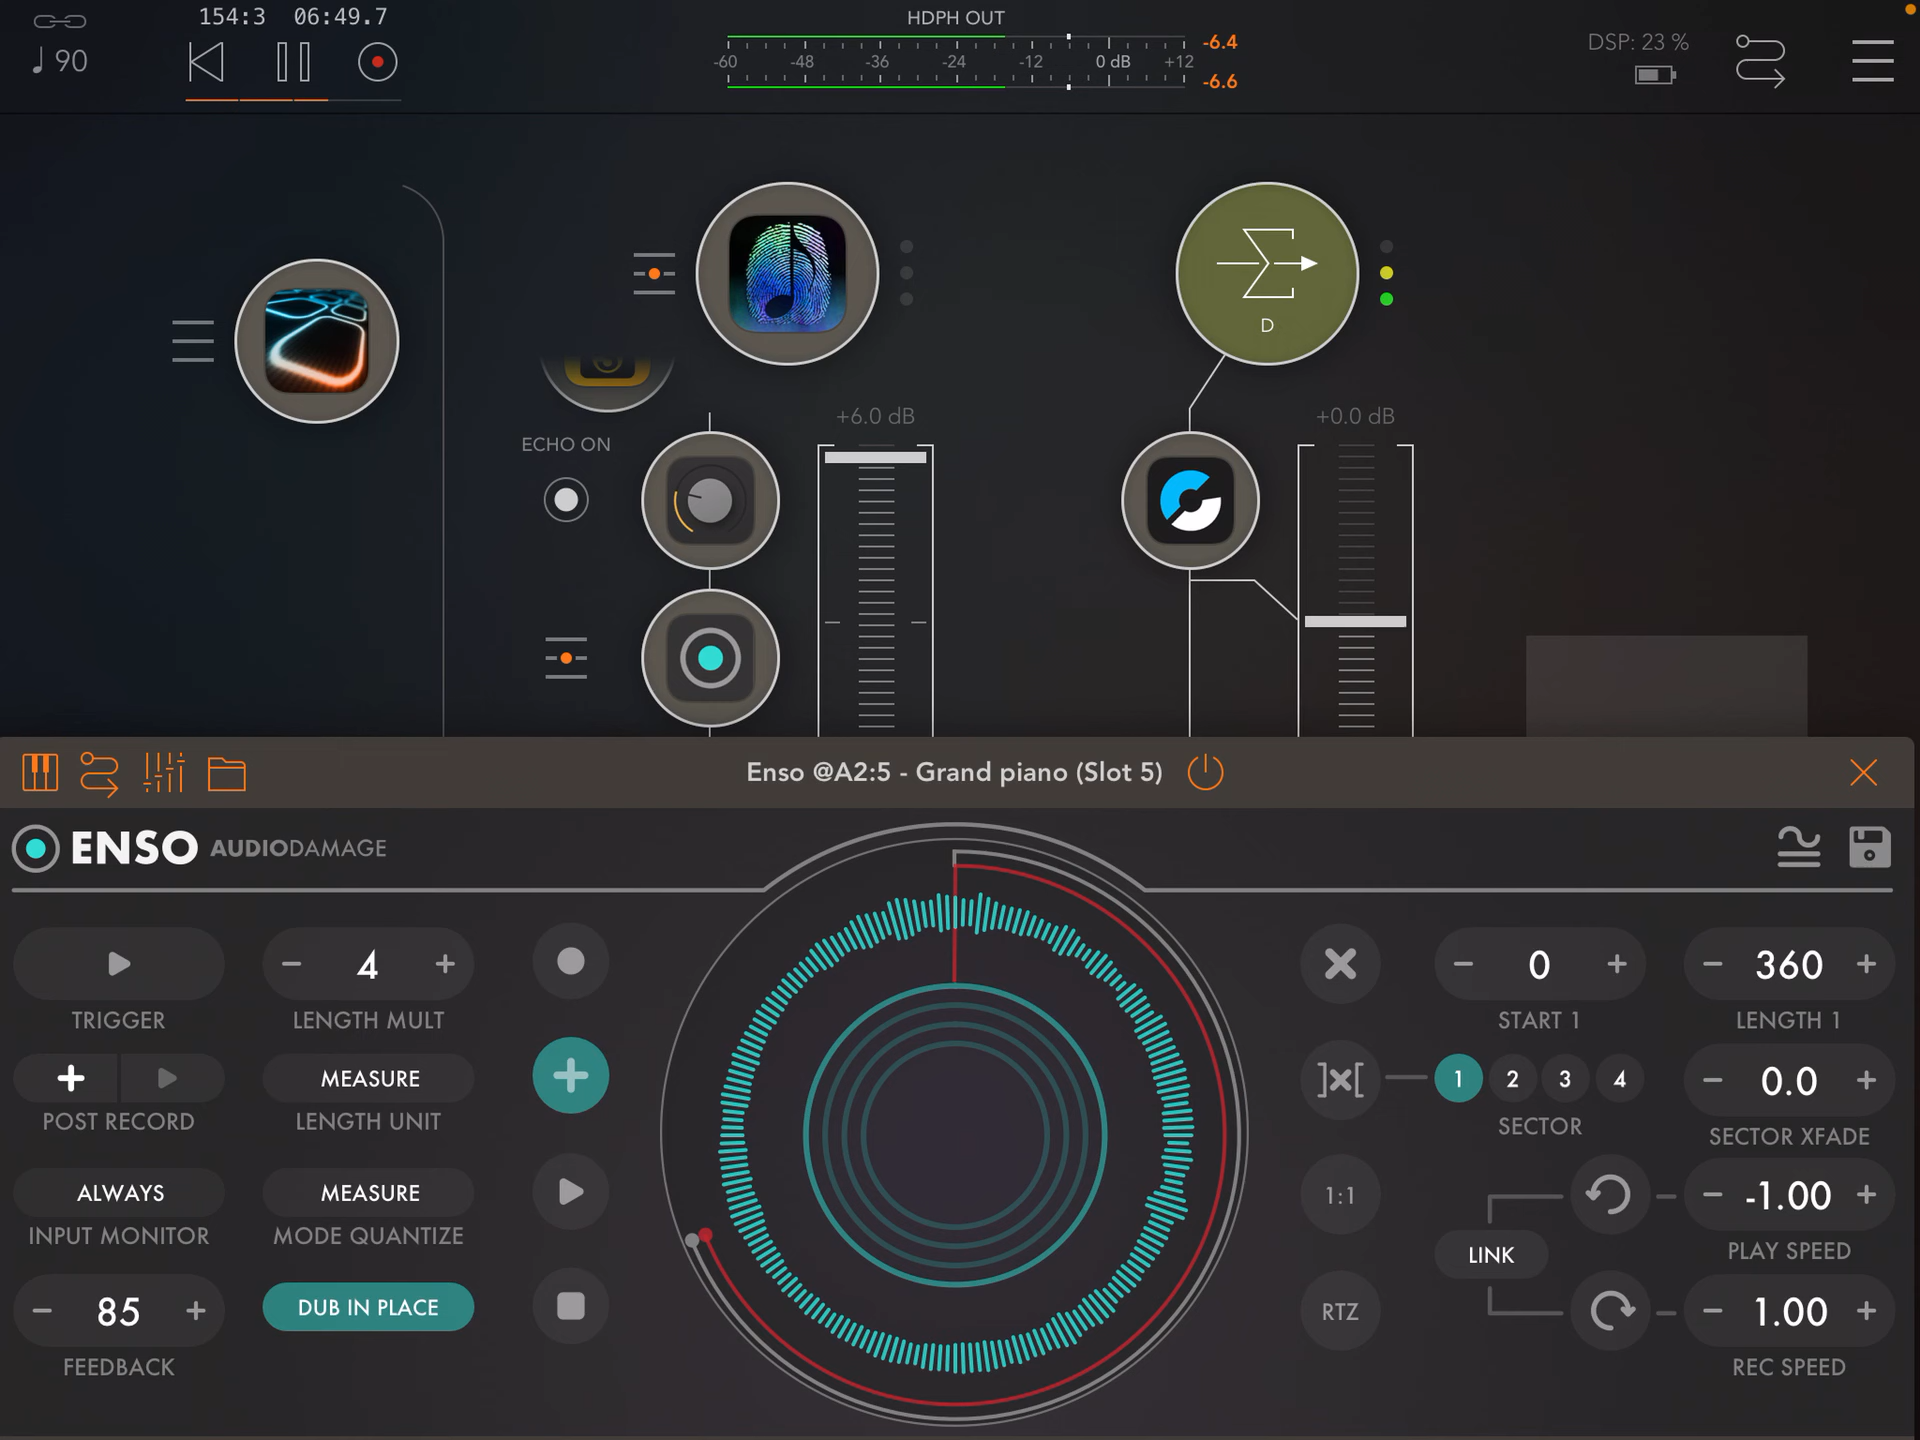 154:3 06:49.7
90
HDPH OUT
-60 -48 -36 -24 -12 0 dB +12
-6.4
-6.6
DSP: 23 %
D
+6.0 dB
+0.0 dB
ECHO ON
Enso @A2:5 - Grand piano (Slot 5)
ENSO AUDIODAMAGE
TRIGGER
− 4 +
LENGTH MULT
POST RECORD
MEASURE
LENGTH UNIT
ALWAYS
INPUT MONITOR
MEASURE
MODE QUANTIZE
− 85 +
FEEDBACK
DUB IN PLACE
− 0 +
START 1
− 360 +
LENGTH 1
]x[
1 2 3 4
SECTOR
− 0.0 +
SECTOR XFADE
1:1
− -1.00 +
PLAY SPEED
LINK
RTZ
− 1.00 +
REC SPEED